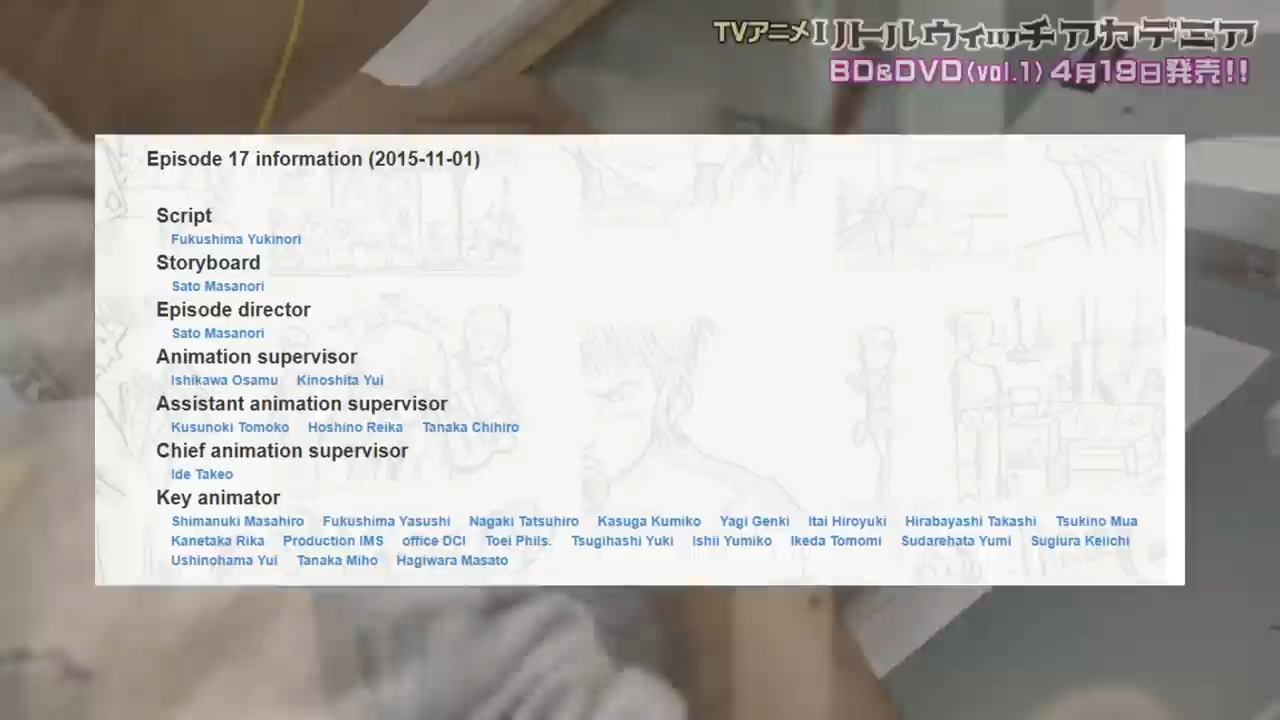 TVアニメ リトルウィッチアカデミア
BD&DVD(vol.1) 4月19日発売!!
Episode 17 information (2015-11-01)
Script
Fukushima Yukinori
Storyboard
Sato Masanori
Episode director
Sato Masanori
Animation supervisor
Ishikawa Osamu Kinoshita Yui
Assistant animation supervisor
Kusunoki Tomoko Hoshino Reika Tanaka Chihiro
Chief animation supervisor
Ide Takeo
Key animator
Shimanuki Masahiro Fukushima Yasushi Nagaki Tatsuhiro Kasuga Kumiko Yagi Genki Itai Hiroyuki Hirabayashi Takashi Tsukino Mua
Kanetaka Rika Production IMS office DCI Toei Phils. Tsugihashi Yuki Ishii Yumiko Ikeda Tomomi Sudarehata Yumi Sugiura Keiichi
Ushinohama Yui Tanaka Miho Hagiwara Masato